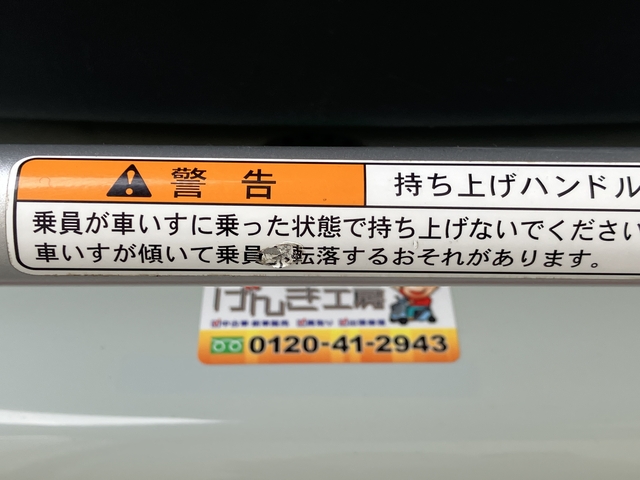 警告
持ち上げハンドル
乗員が車いすに乗った状態で持ち上げないでください
車いすが傾いて乗員 転落するおそれがあります。
げんき工房
0120-41-2943